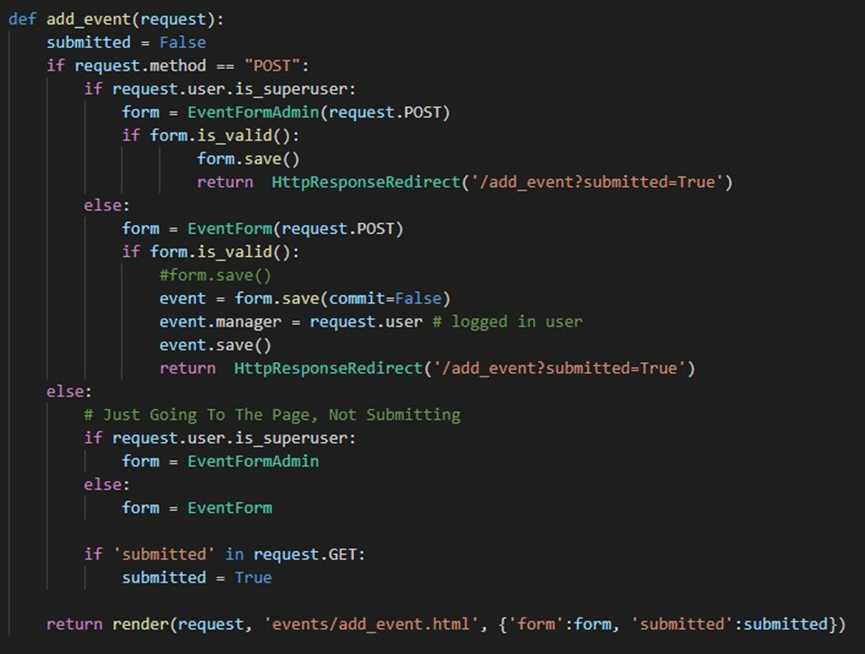 def add_event(request):
    submitted = False
    if request.method == "POST":
        if request.user.is_superuser:
            form = EventFormAdmin(request.POST)
            if form.is_valid():
                    form.save()
                    return  HttpResponseRedirect('/add_event?submitted=True')
        else:
            form = EventForm(request.POST)
            if form.is_valid():
                #form.save()
                event = form.save(commit=False)
                event.manager = request.user # logged in user
                event.save()
                return  HttpResponseRedirect('/add_event?submitted=True')
    else:
        # Just Going To The Page, Not Submitting
        if request.user.is_superuser:
            form = EventFormAdmin
        else:
            form = EventForm

        if 'submitted' in request.GET:
            submitted = True

    return render(request, 'events/add_event.html', {'form':form, 'submitted':submitted})